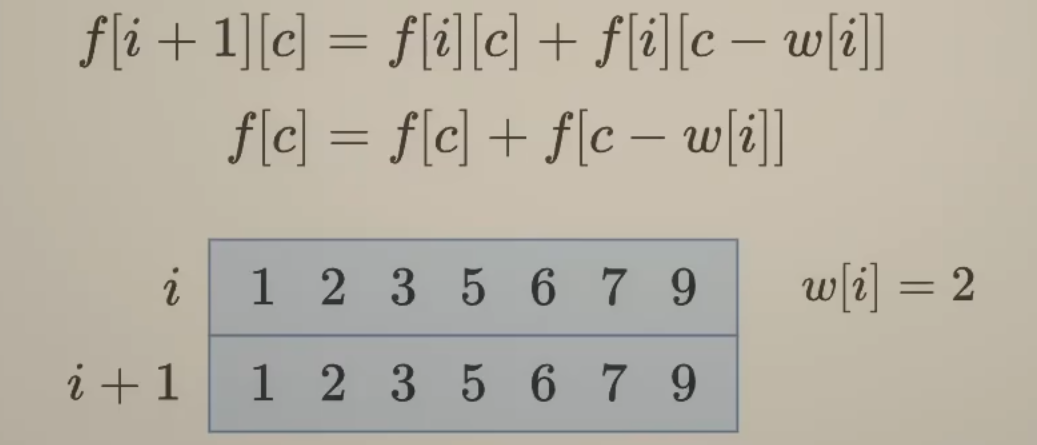 f[i + 1][c] = f[i][c] + f[i][c − w[i]]
f[c] = f[c] + f[c − w[i]]
i 1 2 3 5 6 7 9 w[i] = 2
i + 1 1 2 3 5 6 7 9